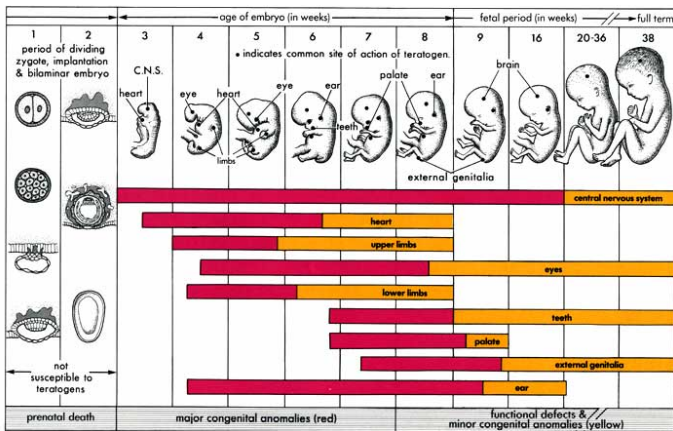 age of embryo (in weeks)
fetal period (in weeks)
full term
1 2 3 4 5 6 7 8 9 16 20-36 38
period of dividing
zygote, implantation
& bilaminar embryo
• indicates common site of action of teratogen.
C.N.S.
heart
eye
heart
limbs
eye
ear
teeth
palate
ear
external genitalia
brain
central nervous system
heart
upper limbs
eyes
lower limbs
teeth
palate
external genitalia
ear
not
susceptible to
teratogens
prenatal death
major congenital anomalies (red)
functional defects &
minor congenital anomalies (yellow)